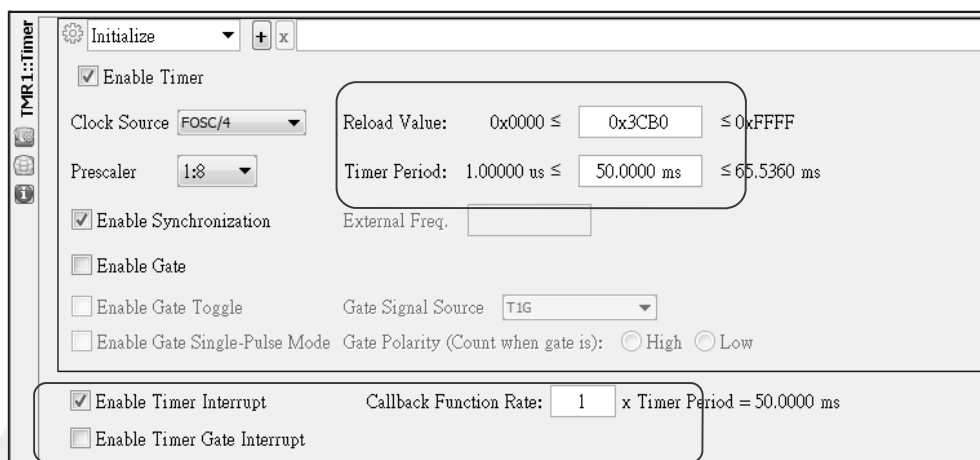 TMR1::Timer
Initialize + x
Enable Timer
Clock Source FOSC/4 Reload Value: 0x0000 ≤ 0x3CB0 ≤ 0xFFFF
Prescaler 1:8 Timer Period: 1.00000 us ≤ 50.0000 ms ≤ 65.5360 ms
Enable Synchronization External Freq.
Enable Gate
Enable Gate Toggle Gate Signal Source T1G
Enable Gate Single-Pulse Mode Gate Polarity (Count when gate is): High Low
Enable Timer Interrupt Callback Function Rate: 1 x Timer Period = 50.0000 ms
Enable Timer Gate Interrupt